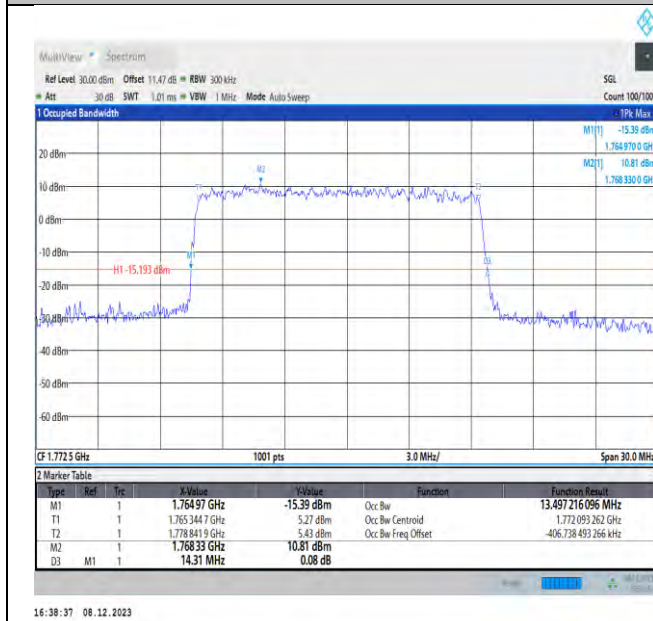 MultiView Spectrum
Ref Level 30.00 dBm Offset 11.47 dB RBW 300 kHz SGL
Att 30 dB SWT 1.01 ms VBW 1 MHz Mode Auto Sweep Count 100/100
1 Occupied Bandwidth 1Pk Max
M1[1] -15.39 dBm
1.764 970 0 GH
M2[1] 10.81 dBm
1.768 330 0 GH
20 dBm
M2
10 dBm
T1 T2
0 dBm
-10 dBm
M1
H1 -15.193 dBm
D3
-20 dBm
-30 dBm
-40 dBm
-50 dBm
-60 dBm
CF 1.772 5 GHz 1001 pts 3.0 MHz/ Span 30.0 MHz
2 Marker Table
Type Ref Trc X-Value Y-Value Function Function Result
M1 1 1.764 97 GHz -15.39 dBm Occ Bw 13.497 216 096 MHz
T1 1 1.765 344 7 GHz 5.27 dBm Occ Bw Centroid 1.772 093 262 GHz
T2 1 1.778 841 9 GHz 5.43 dBm Occ Bw Freq Offset -406.738 493 266 kHz
M2 1 1.768 33 GHz 10.81 dBm
D3 M1 1 14.31 MHz 0.08 dB
16:38:37 08.12.2023